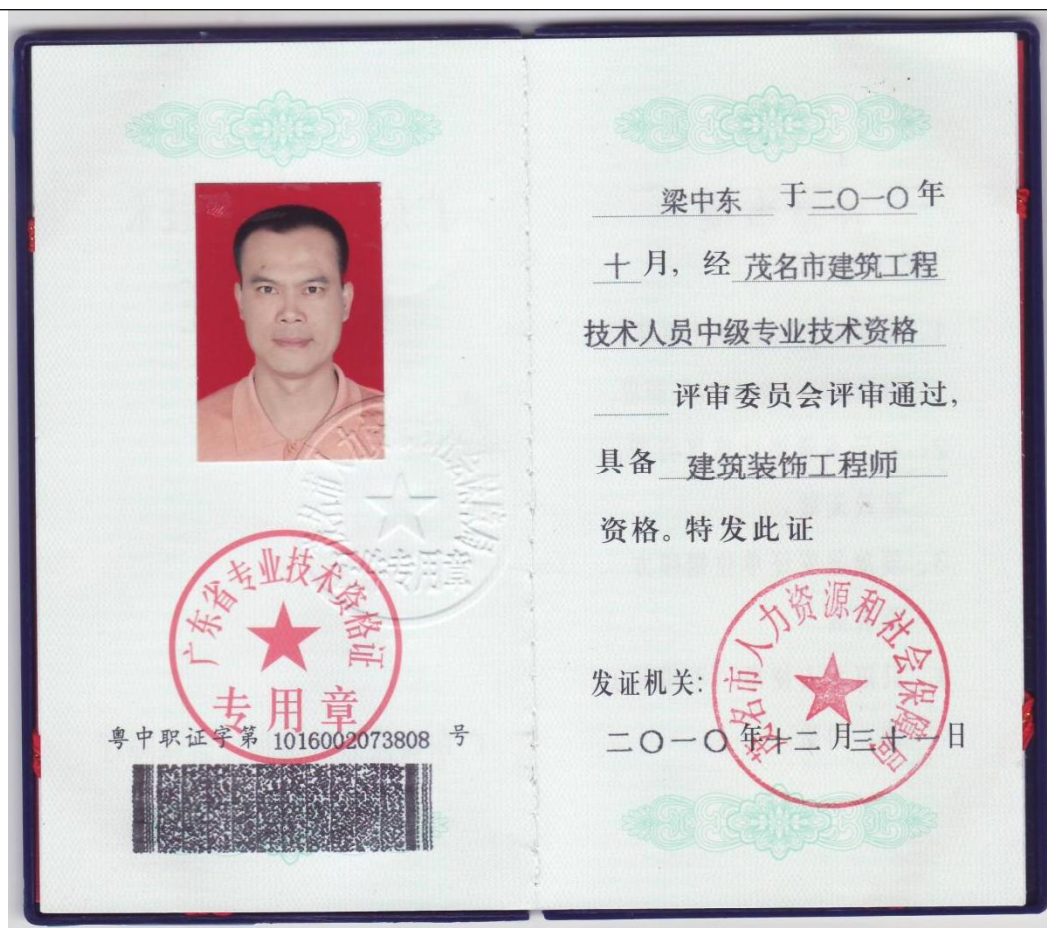 广东省专业技术资格证
专用章
证件专用章
粤中职证字第 1016002073808 号
梁中东 于二〇一〇年
十月，经 茂名市建筑工程
技术人员中级专业技术资格
评审委员会评审通过，
具备 建筑装饰工程师
资格。特发此证
茂名市人力资源和社会保障局
发证机关：
二〇一〇年十二月三十一日